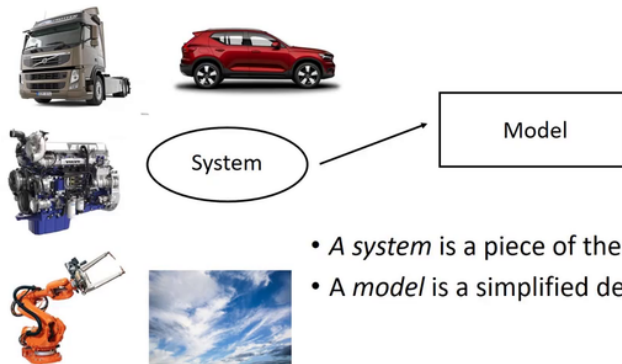 System
Model
• A system is a piece of the
• A model is a simplified de